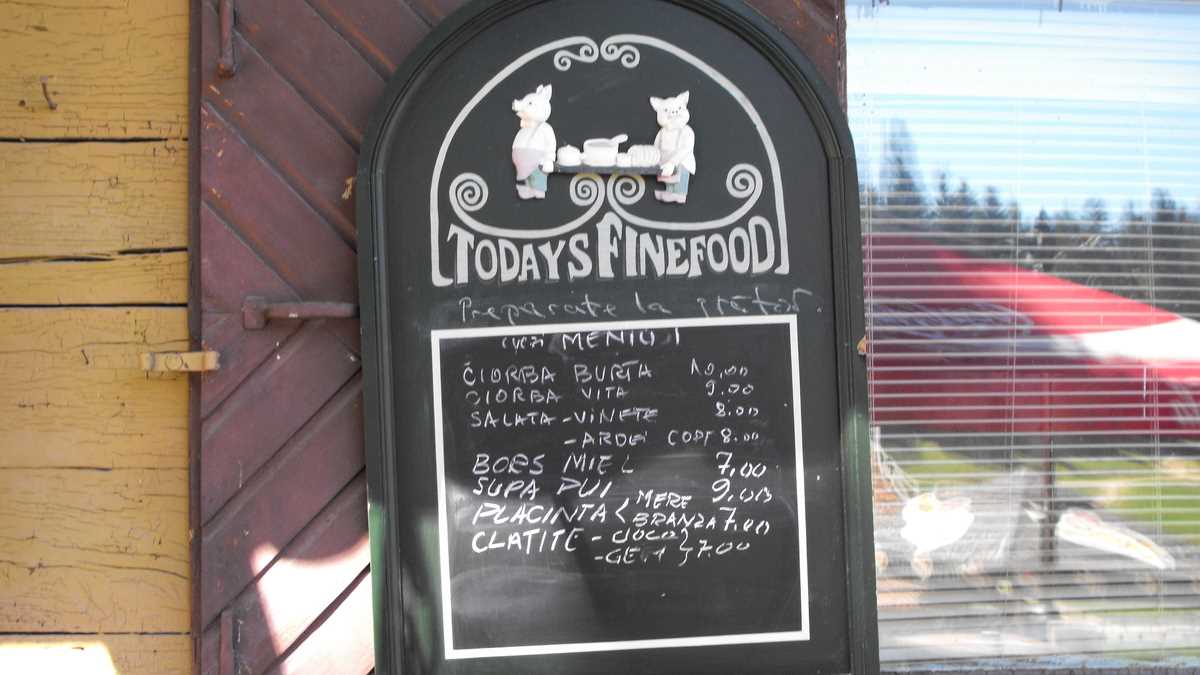 TODAYS FINEFOOD
Preparate la grătar
(vezi MENIU)
CIORBA BURTA 10,00
CIORBA VITA 9.00
SALATA - VINETE 8.00
- ARDEI COPT 8.00
BORS MIEL 7,00
SUPA PUI 9,00
PLACINTA < MERE
BRANZA 7,00
CLATITE - CIOCO }
- GEM } 7.00